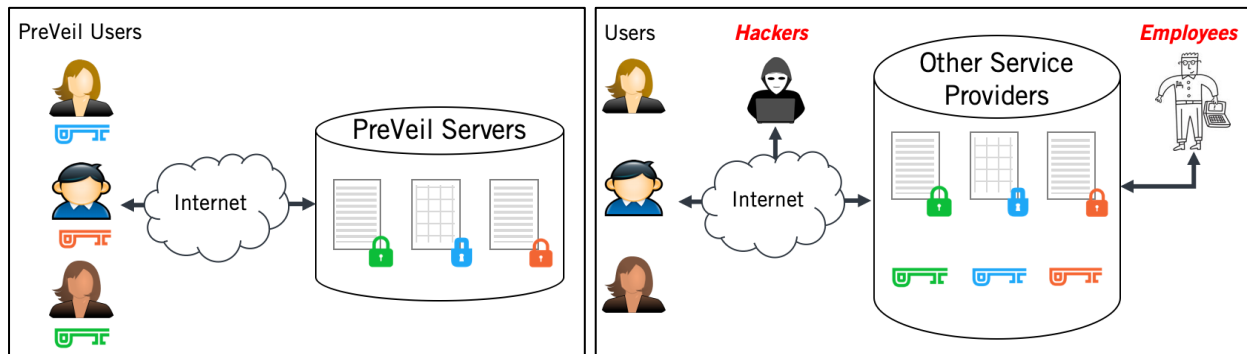 PreVeil Users
Internet
PreVeil Servers
Users
Hackers
Employees
Other Service
Providers
Internet